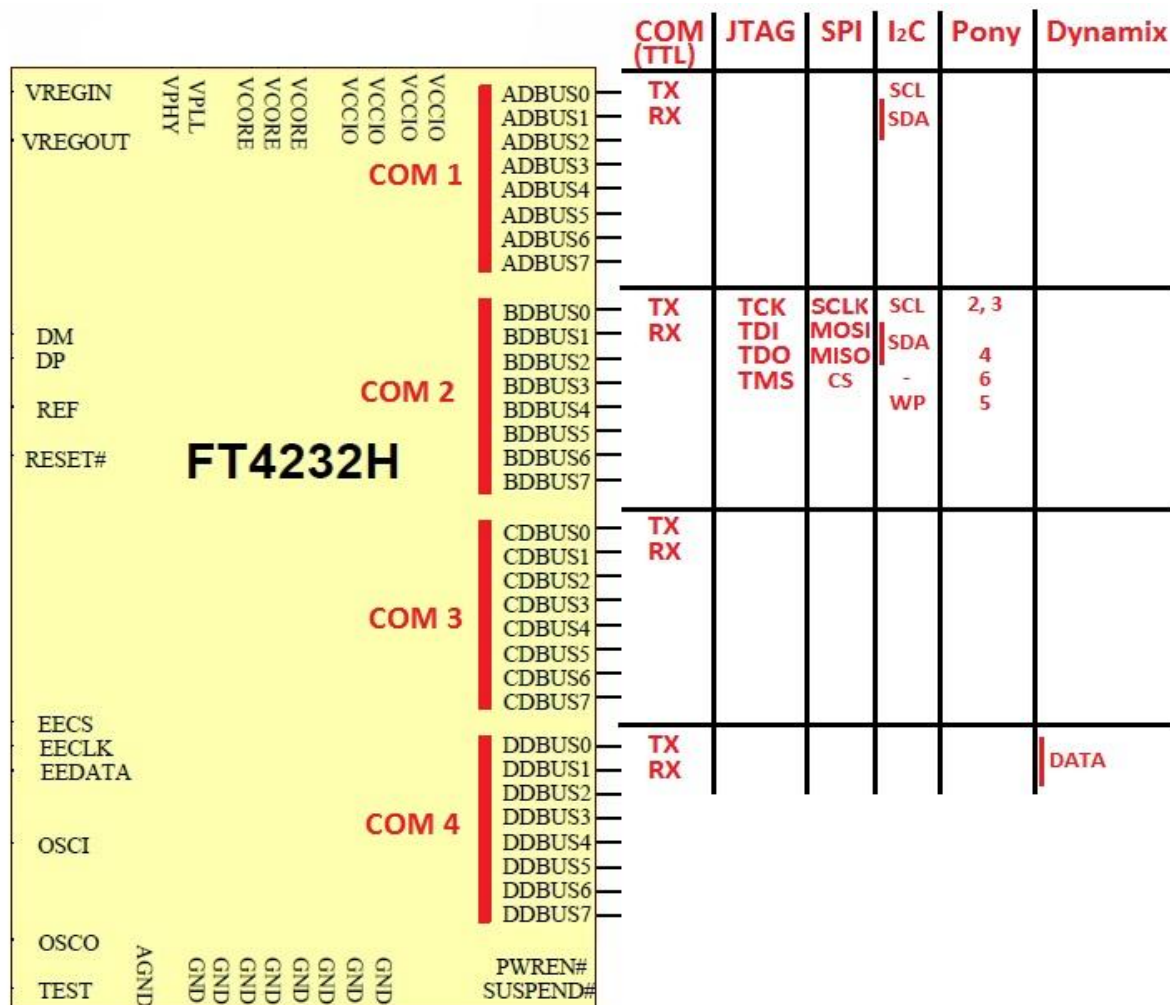 COM JTAG SPI I2C Pony Dynamix
(TTL)
VREGIN VPHY VPLL VCORE VCORE VCORE VCCIO VCCIO VCCIO VCCIO ADBUS0 TX SCL
ADBUS1 RX SDA
VREGOUT ADBUS2
ADBUS3
COM 1
ADBUS4
ADBUS5
ADBUS6
ADBUS7
BDBUS0 TX TCK SCLK SCL 2, 3
DM BDBUS1 RX TDI MOSI SDA
DP BDBUS2 TDO MISO 4
BDBUS3 TMS CS - 6
COM 2
REF BDBUS4 WP 5
BDBUS5
RESET# FT4232H BDBUS6
BDBUS7
CDBUS0 TX
CDBUS1 RX
CDBUS2
CDBUS3
COM 3
CDBUS4
CDBUS5
CDBUS6
CDBUS7
EECS
EECLK DDBUS0 TX DATA
EEDATA DDBUS1 RX
DDBUS2
DDBUS3
COM 4
OSCI DDBUS4
DDBUS5
DDBUS6
DDBUS7
OSCO
AGND GND GND GND GND GND GND GND GND PWREN#
TEST SUSPEND#